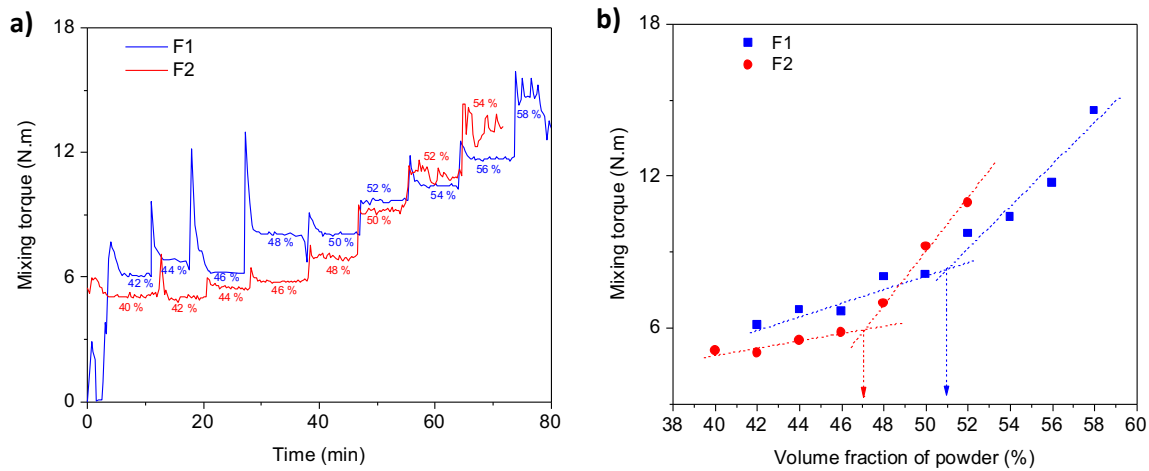 a)
18
12
6
0
Mixing torque (N.m)
F1
F2
42 %
44 %
46 %
48 %
50 %
52 %
54 %
56 %
58 %
40 %
42 %
44 %
46 %
48 %
50 %
52 %
54 %
0 20 40 60 80
Time (min)
b)
18
12
6
Mixing torque (N.m)
F1
F2
38 40 42 44 46 48 50 52 54 56 58 60
Volume fraction of powder (%)